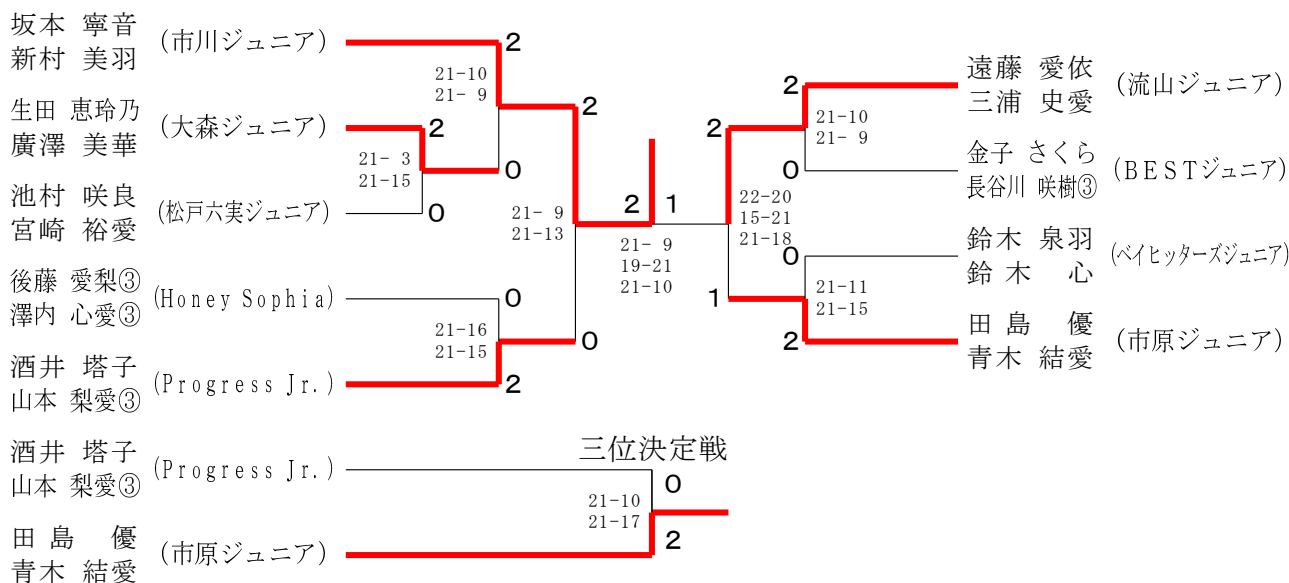 坂本 寧音
新村 美羽
(市川ジュニア)
2
21-10
21- 9
生田 恵玲乃
廣澤 美華
(大森ジュニア)
2
2
21- 3
21-15
0
池村 咲良
宮崎 裕愛
(松戸六実ジュニア)
0
21- 9
21-13
後藤 愛梨③
澤内 心愛③
(Honey Sophia)
0
21-16
21-15
0
酒井 塔子
山本 梨愛③
(Progress Jr.)
2
2
1
21- 9
19-21
21-10
遠藤 愛依
三浦 史愛
(流山ジュニア)
2
2
21-10
21- 9
金子 さくら
長谷川 咲樹③
(BESTジュニア)
0
22-20
15-21
21-18
鈴木 泉羽
鈴木 心
(ベイヒッターズジュニア)
0
1
21-11
21-15
田島 優
青木 結愛
(市原ジュニア)
2
三位決定戦
酒井 塔子
山本 梨愛③
(Progress Jr.)
0
21-10
21-17
田島 優
青木 結愛
(市原ジュニア)
2